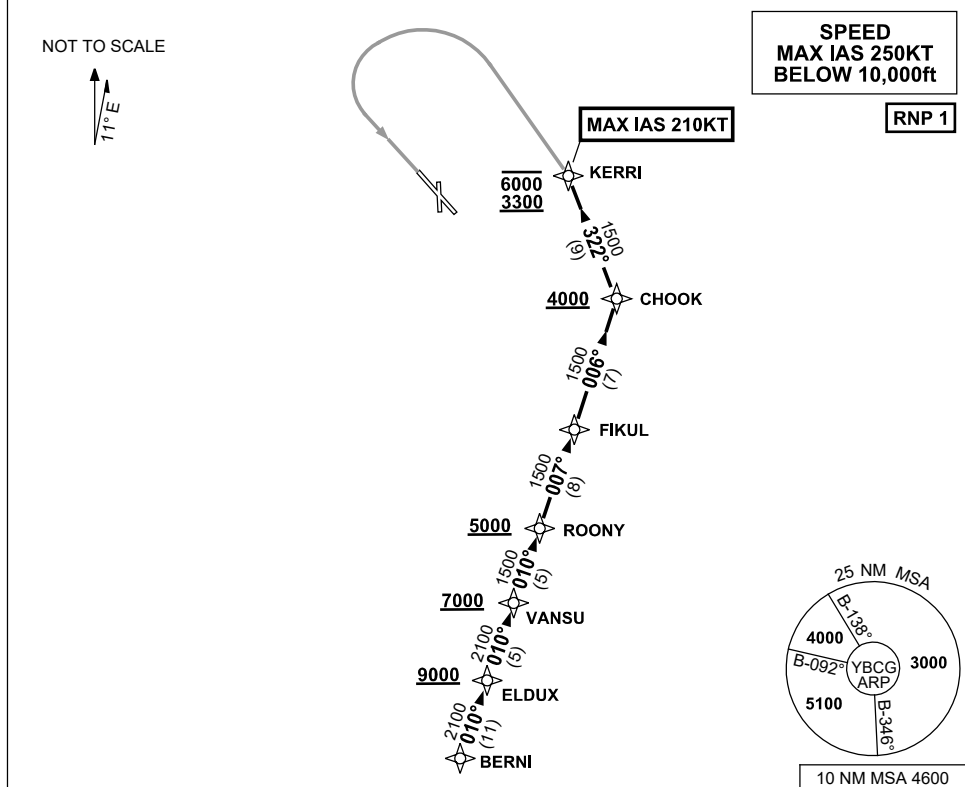 NOT TO SCALE
11° E
SPEED
MAX IAS 250KT
BELOW 10,000ft
RNP 1
MAX IAS 210KT
KERRI
6000
3300
1500
322°
(9)
4000
CHOOK
1500
006°
(7)
FIKUL
1500
007°
(8)
5000
ROONY
1500
010°
(5)
7000
VANSU
2100
010°
(5)
9000
ELDUX
2100
010°
(11)
BERNI
25 NM MSA
B-138°
4000
B-092°
YBCG
ARP
3000
5100
B-346°
10 NM MSA 4600